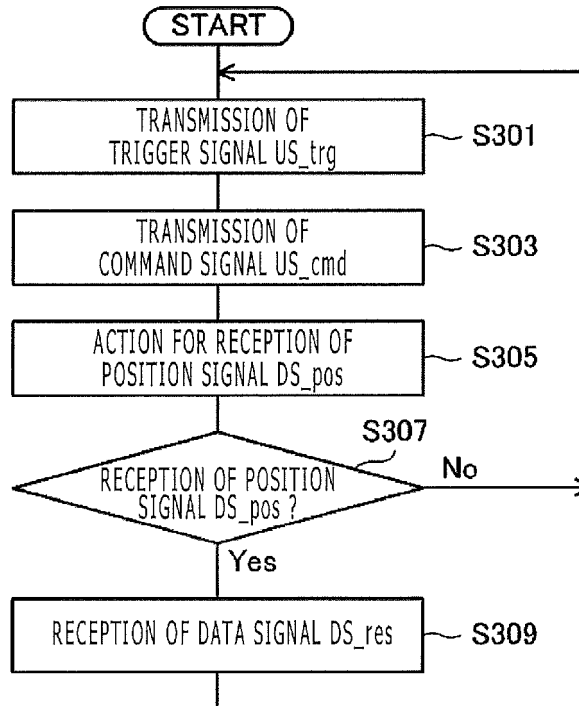 START
TRANSMISSION OF
TRIGGER SIGNAL US_trg
S301
TRANSMISSION OF
COMMAND SIGNAL US_cmd
S303
ACTION FOR RECEPTION OF
POSITION SIGNAL DS_pos
S305
S307
RECEPTION OF POSITION
SIGNAL DS_pos ?
No
Yes
RECEPTION OF DATA SIGNAL DS_res
S309